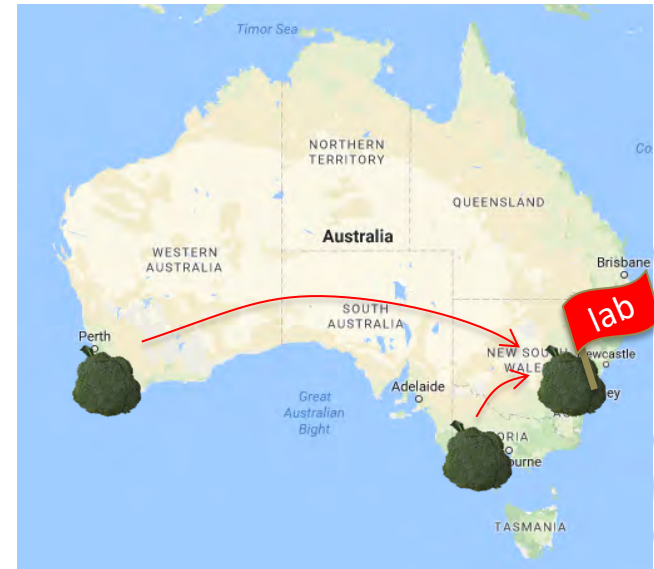 Timor Sea
NORTHERN
TERRITORY
Co
QUEENSLAND
Australia
WESTERN
AUSTRALIA
Brisbane
lab
SOUTH
AUSTRALIA
Perth
NEW SOU
WALE
ewcastle
Adelaide
ey
Great
Australian
Bight
ORIA
ourne
TASMANIA